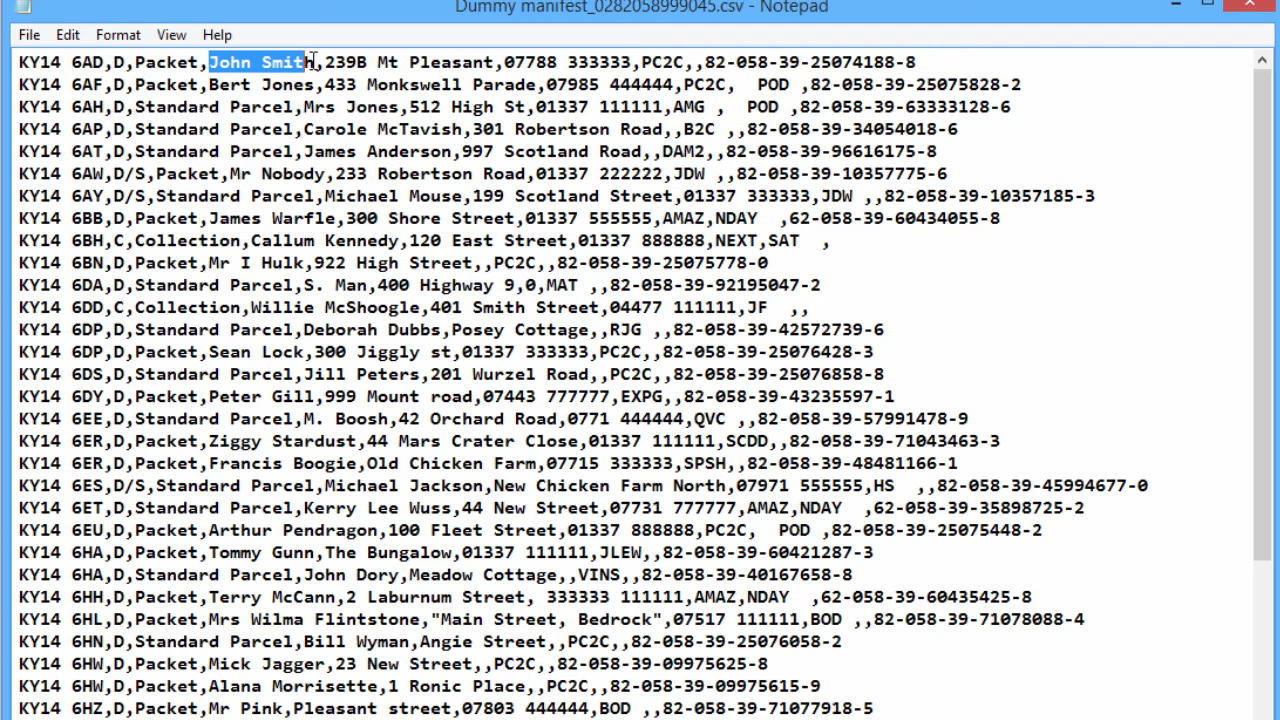 Dummy manifest_0282058999045.csv - Notepad
File Edit Format View Help
KY14 6AD,D,Packet,John Smith,239B Mt Pleasant,07788 333333,PC2C,,82-058-39-25074188-8
KY14 6AF,D,Packet,Bert Jones,433 Monkswell Parade,07985 444444,PC2C,  POD ,82-058-39-25075828-2
KY14 6AH,D,Standard Parcel,Mrs Jones,512 High St,01337 111111,AMG ,  POD ,82-058-39-63333128-6
KY14 6AP,D,Standard Parcel,Carole McTavish,301 Robertson Road,,B2C ,,82-058-39-34054018-6
KY14 6AT,D,Standard Parcel,James Anderson,997 Scotland Road,,DAM2,,82-058-39-96616175-8
KY14 6AW,D/S,Packet,Mr Nobody,233 Robertson Road,01337 222222,JDW ,,82-058-39-10357775-6
KY14 6AY,D/S,Standard Parcel,Michael Mouse,199 Scotland Street,01337 333333,JDW ,,82-058-39-10357185-3
KY14 6BB,D,Packet,James Warfle,300 Shore Street,01337 555555,AMAZ,NDAY  ,62-058-39-60434055-8
KY14 6BH,C,Collection,Callum Kennedy,120 East Street,01337 888888,NEXT,SAT  ,
KY14 6BN,D,Packet,Mr I Hulk,922 High Street,,PC2C,,82-058-39-25075778-0
KY14 6DA,D,Standard Parcel,S. Man,400 Highway 9,0,MAT ,,82-058-39-92195047-2
KY14 6DD,C,Collection,Willie McShoogle,401 Smith Street,04477 111111,JF  ,,
KY14 6DP,D,Standard Parcel,Deborah Dubbs,Posey Cottage,,RJG ,,82-058-39-42572739-6
KY14 6DP,D,Packet,Sean Lock,300 Jiggly st,01337 333333,PC2C,,82-058-39-25076428-3
KY14 6DS,D,Standard Parcel,Jill Peters,201 Wurzel Road,,PC2C,,82-058-39-25076858-8
KY14 6DY,D,Packet,Peter Gill,999 Mount road,07443 777777,EXPG,,82-058-39-43235597-1
KY14 6EE,D,Standard Parcel,M. Boosh,42 Orchard Road,0771 444444,QVC ,,82-058-39-57991478-9
KY14 6ER,D,Packet,Ziggy Stardust,44 Mars Crater Close,01337 111111,SCDD,,82-058-39-71043463-3
KY14 6ER,D,Packet,Francis Boogie,Old Chicken Farm,07715 333333,SPSH,,82-058-39-48481166-1
KY14 6ES,D/S,Standard Parcel,Michael Jackson,New Chicken Farm North,07971 555555,HS  ,,82-058-39-45994677-0
KY14 6ET,D,Standard Parcel,Kerry Lee Wuss,44 New Street,07731 777777,AMAZ,NDAY  ,62-058-39-35898725-2
KY14 6EU,D,Packet,Arthur Pendragon,100 Fleet Street,01337 888888,PC2C,  POD ,82-058-39-25075448-2
KY14 6HA,D,Packet,Tommy Gunn,The Bungalow,01337 111111,JLEW,,82-058-39-60421287-3
KY14 6HA,D,Standard Parcel,John Dory,Meadow Cottage,,VINS,,82-058-39-40167658-8
KY14 6HH,D,Packet,Terry McCann,2 Laburnum Street, 333333 111111,AMAZ,NDAY  ,62-058-39-60435425-8
KY14 6HL,D,Packet,Mrs Wilma Flintstone,"Main Street, Bedrock",07517 111111,BOD ,,82-058-39-71078088-4
KY14 6HN,D,Standard Parcel,Bill Wyman,Angie Street,,PC2C,,82-058-39-25076058-2
KY14 6HW,D,Packet,Mick Jagger,23 New Street,,PC2C,,82-058-39-09975625-8
KY14 6HW,D,Packet,Alana Morrisette,1 Ronic Place,,PC2C,,82-058-39-09975615-9
KY14 6HZ,D,Packet,Mr Pink,Pleasant street,07803 444444,BOD ,,82-058-39-71077918-5